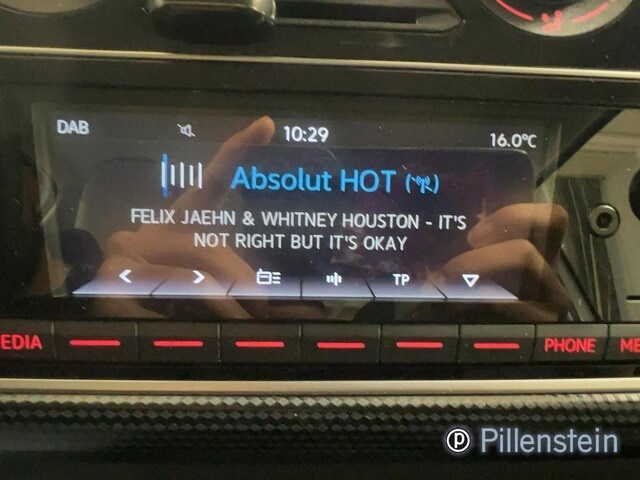 DAB 10:29 16.0°C
Absolut HOT
FELIX JAEHN & WHITNEY HOUSTON - IT'S
NOT RIGHT BUT IT'S OKAY
TP
MEDIA PHONE ME
Pillenstein